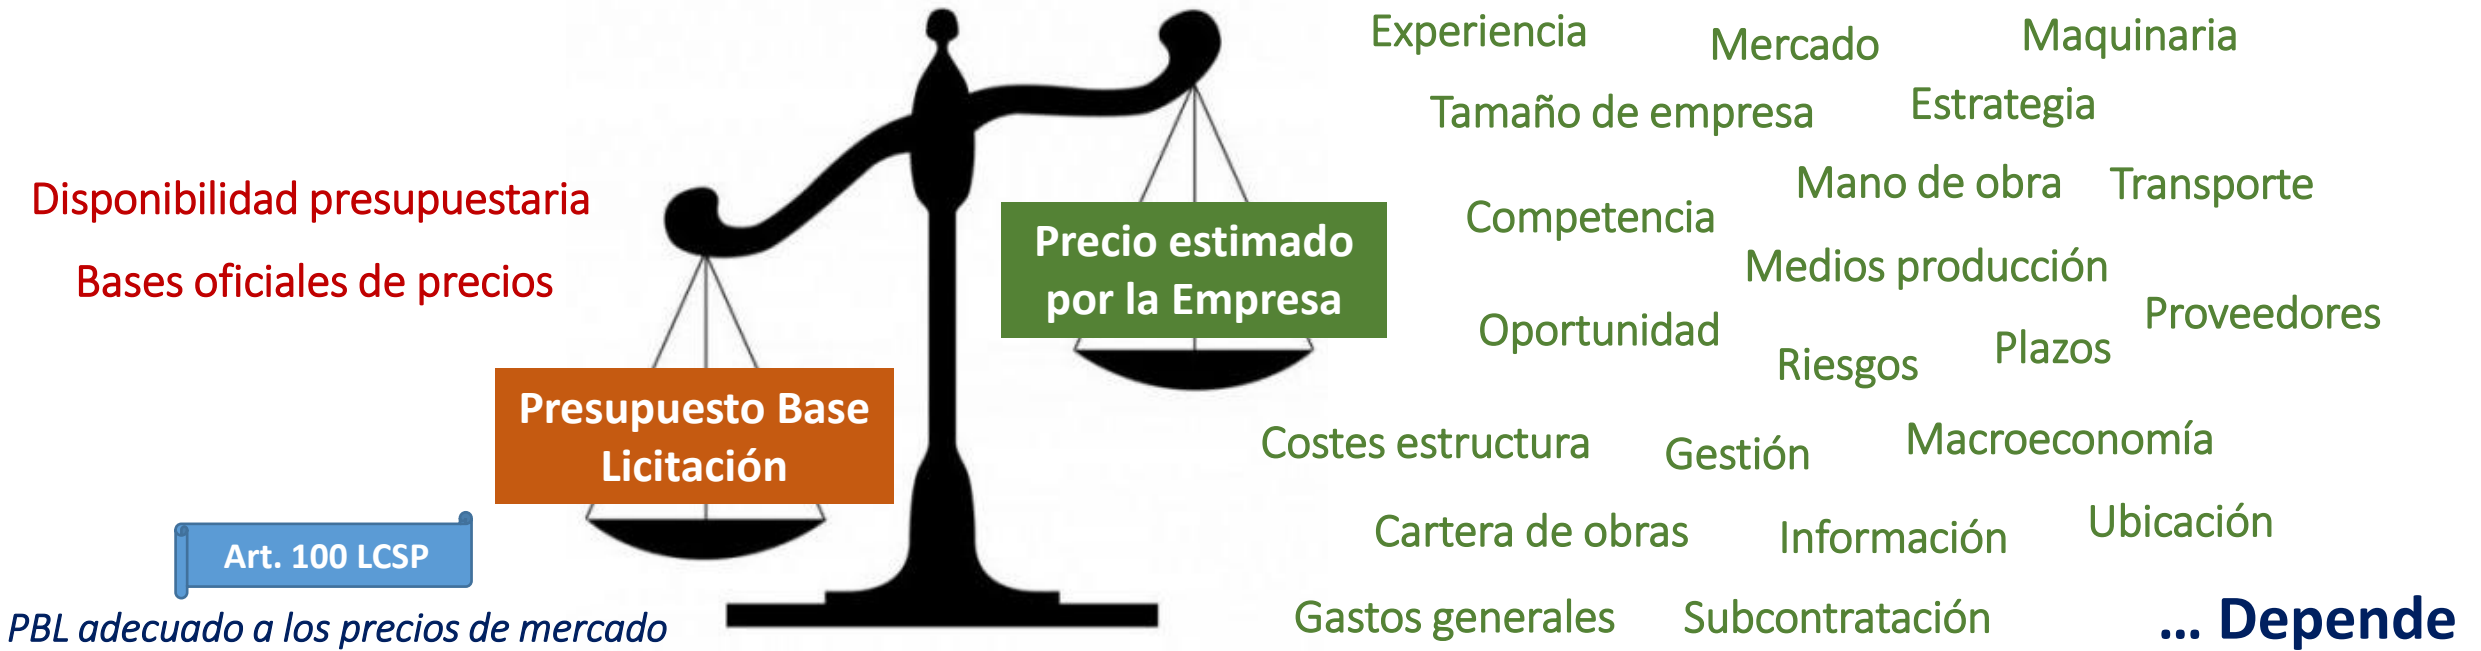 Disponibilidad presupuestaria
Bases oficiales de precios
Presupuesto Base
Licitación
Art. 100 LCSP
PBL adecuado a los precios de mercado
Precio estimado
por la Empresa
Experiencia
Mercado
Maquinaria
Tamaño de empresa
Estrategia
Mano de obra
Transporte
Competencia
Medios producción
Proveedores
Oportunidad
Riesgos
Plazos
Costes estructura
Gestión
Macroeconomía
Cartera de obras
Información
Ubicación
Gastos generales
Subcontratación
... Depende